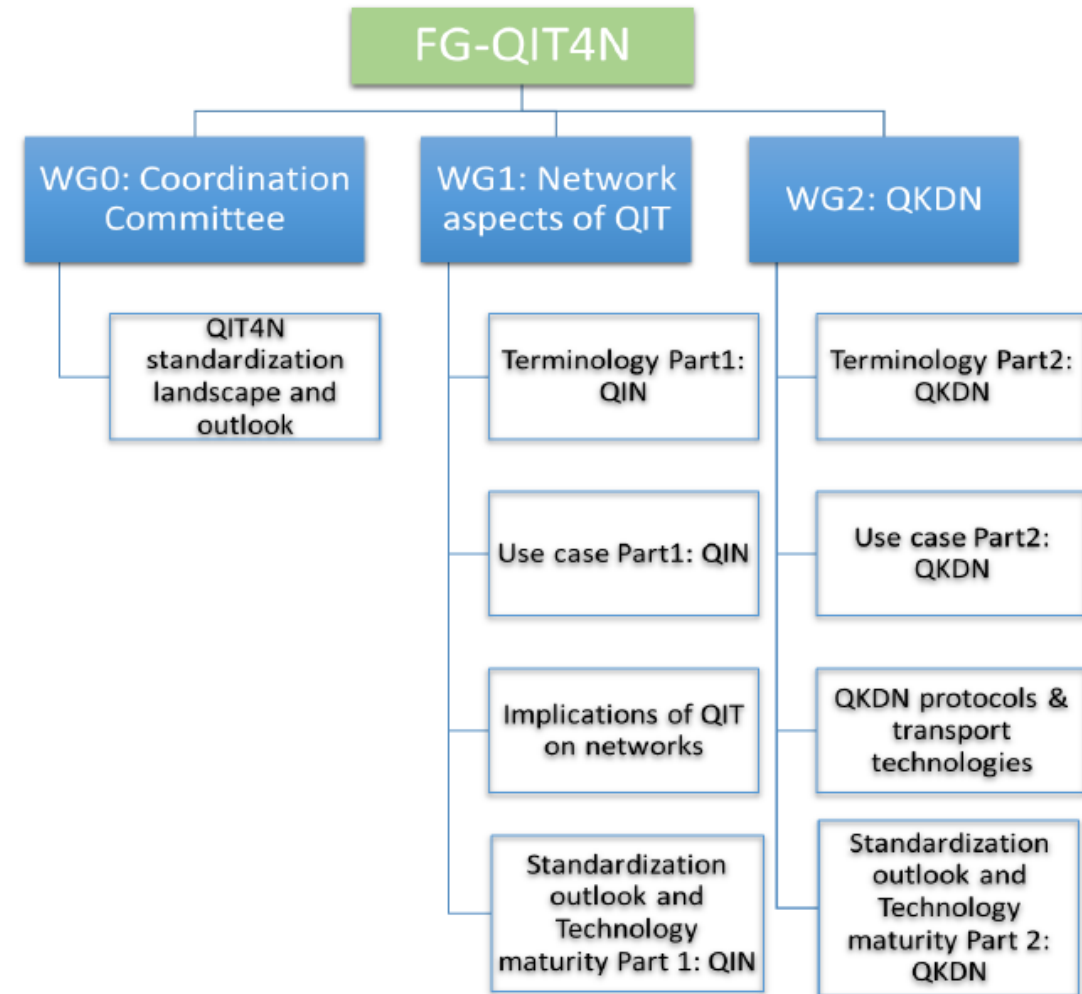 FG-QIT4N
WG0: Coordination
Committee
WG1: Network
aspects of QIT
WG2: QKDN
QIT4N
standardization
landscape and
outlook
Terminology Part1:
QIN
Terminology Part2:
QKDN
Use case Part1: QIN
Use case Part2:
QKDN
Implications of QIT
on networks
QKDN protocols &
transport
technologies
Standardization
outlook and
Technology
maturity Part 1: QIN
Standardization
outlook and
Technology
maturity Part 2:
QKDN